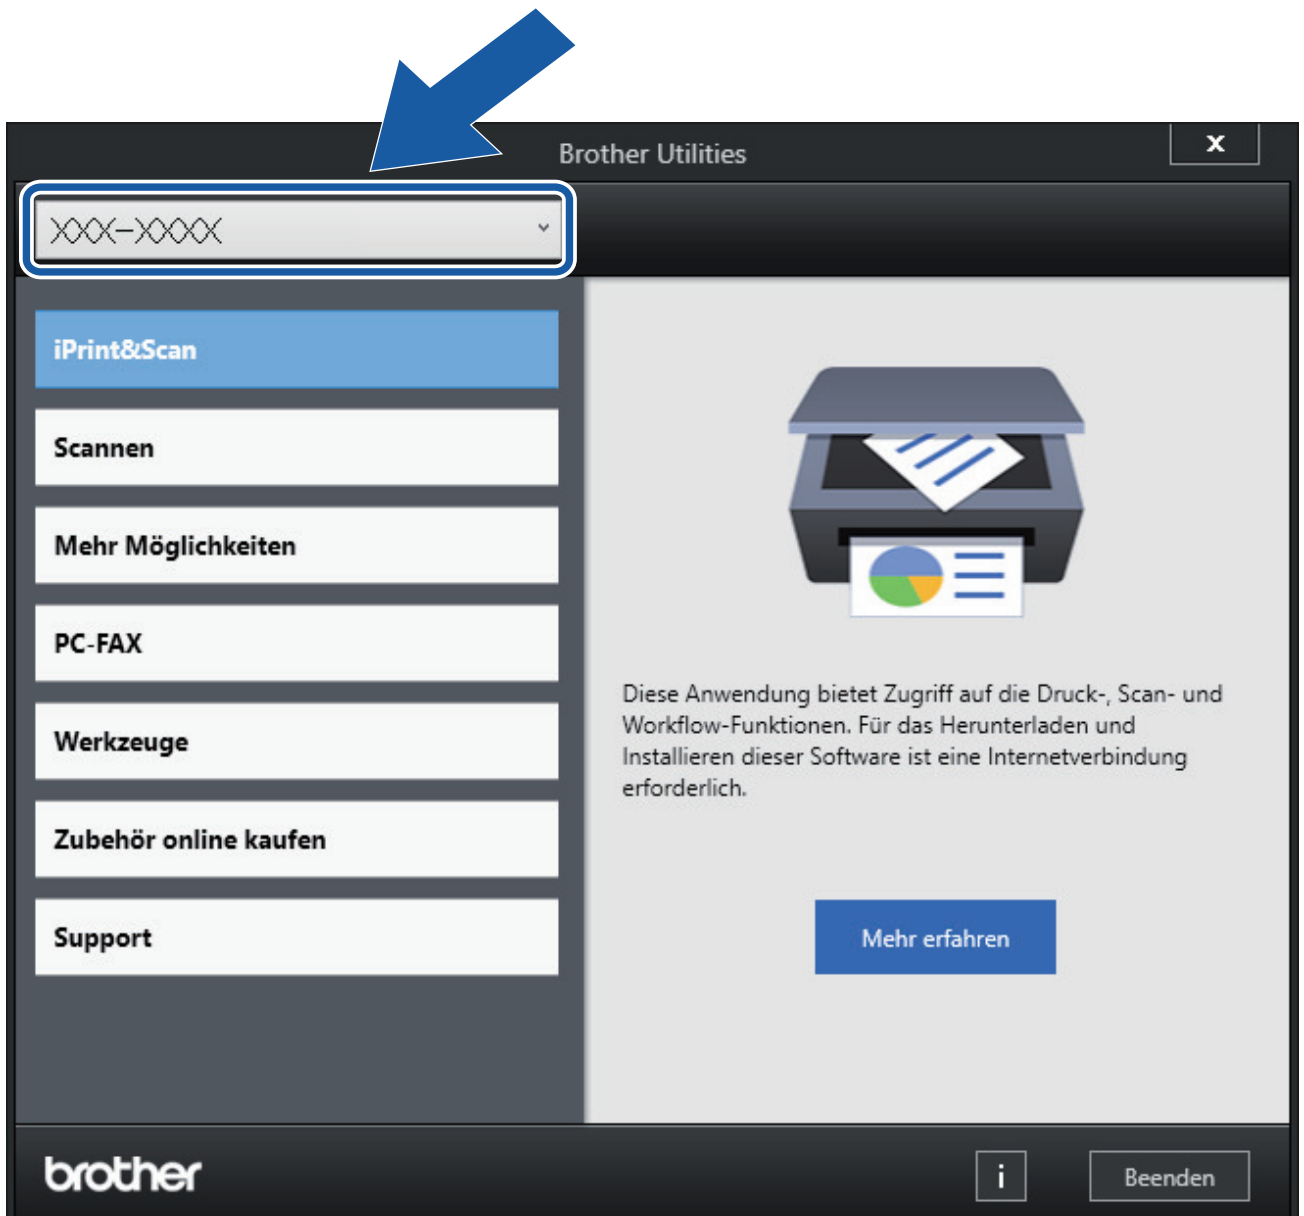 Brother Utilities
X
XXX-XXXX
iPrint&Scan
Scannen
Mehr Möglichkeiten
PC-FAX
Werkzeuge
Zubehör online kaufen
Support
Diese Anwendung bietet Zugriff auf die Druck-, Scan- und
Workflow-Funktionen. Für das Herunterladen und
Installieren dieser Software ist eine Internetverbindung
erforderlich.
Mehr erfahren
brother
i
Beenden